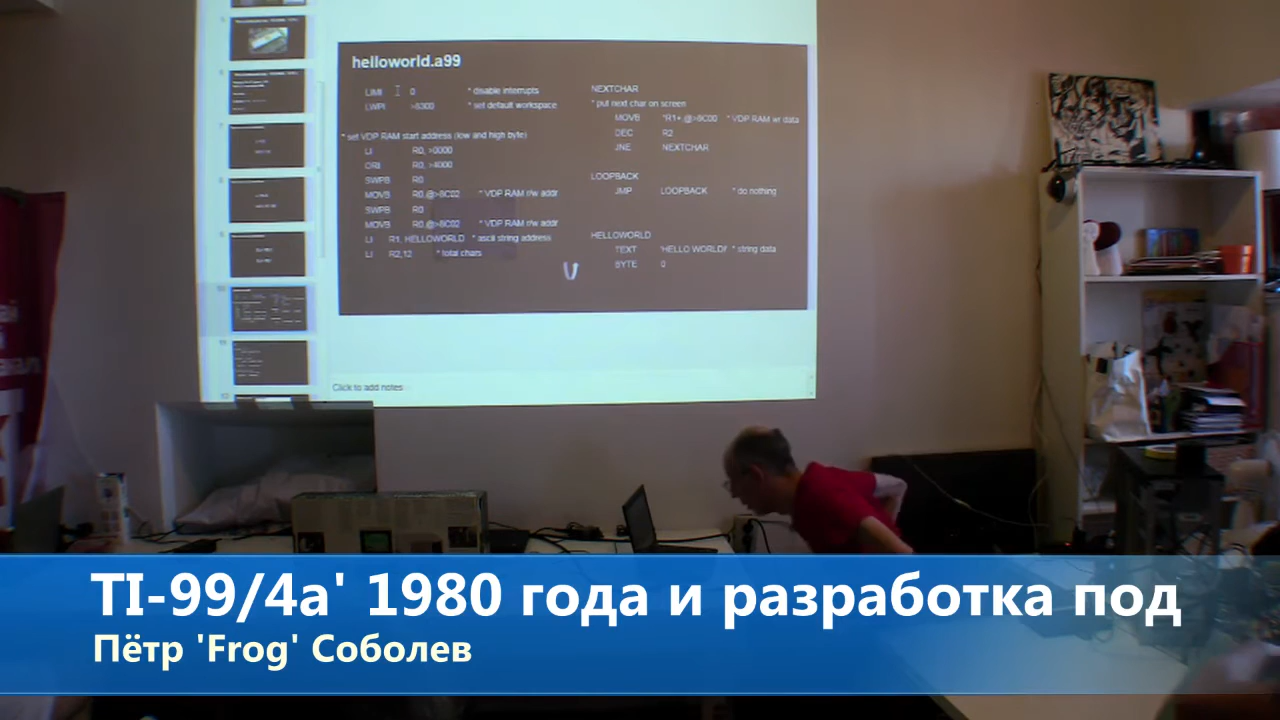 helloworld.a99
LIMI 0 * disable interrupts
LWPI >8300 * set default workspace
* set VDP RAM start address (low and high byte)
LI R0, >0000
ORI R0, >4000
SWPB R0
MOVB R0,@>8C02 * VDP RAM r/w addr
SWPB R0
MOVB R0,@>8C02 * VDP RAM r/w addr
LI R1, HELLOWORLD * ascii string address
LI R2,12 * total chars
NEXTCHAR
* put next char on screen
MOVB *R1+,@>8C00 * VDP RAM wr data
DEC R2
JNE NEXTCHAR
LOOPBACK
JMP LOOPBACK * do nothing
HELLOWORLD
TEXT 'HELLO WORLD!' * string data
BYTE 0
Click to add notes
TI-99/4a' 1980 года и разработка под
Пётр 'Frog' Соболев